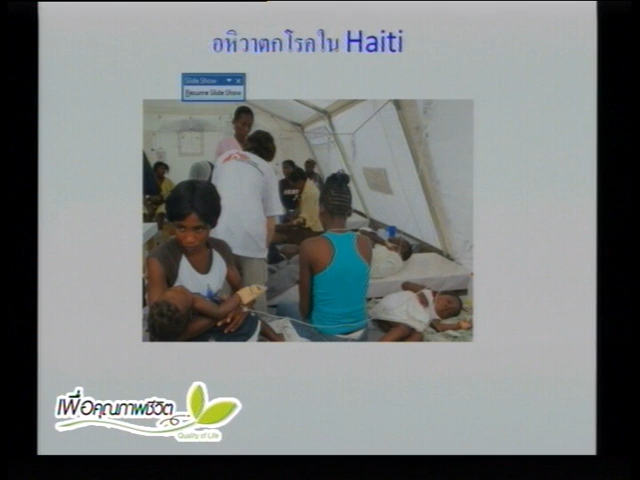 อหิวาตกโรคใน Haiti
Slide Show
Resume Slide Show
เพื่อคุณภาพชีวิต
Quality of Life